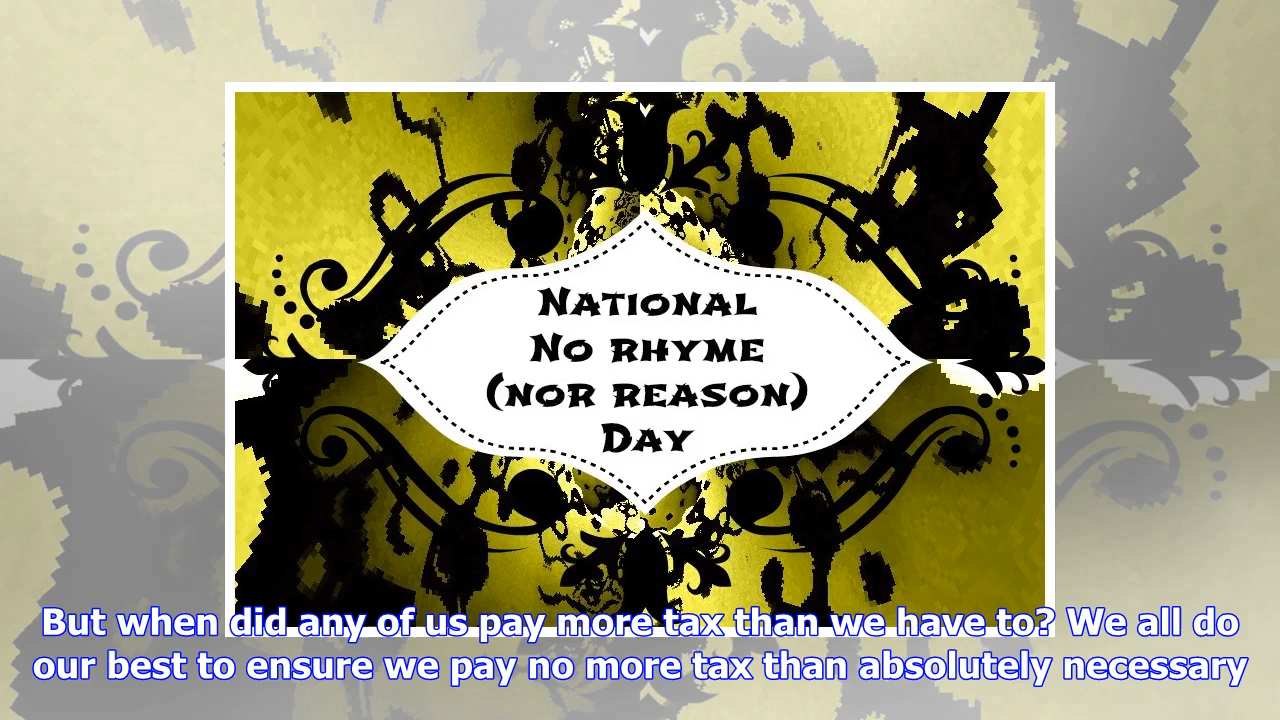 National
No rhyme
(nor reason)
Day
But when did any of us pay more tax than we have to? We all do
our best to ensure we pay no more tax than absolutely necessary